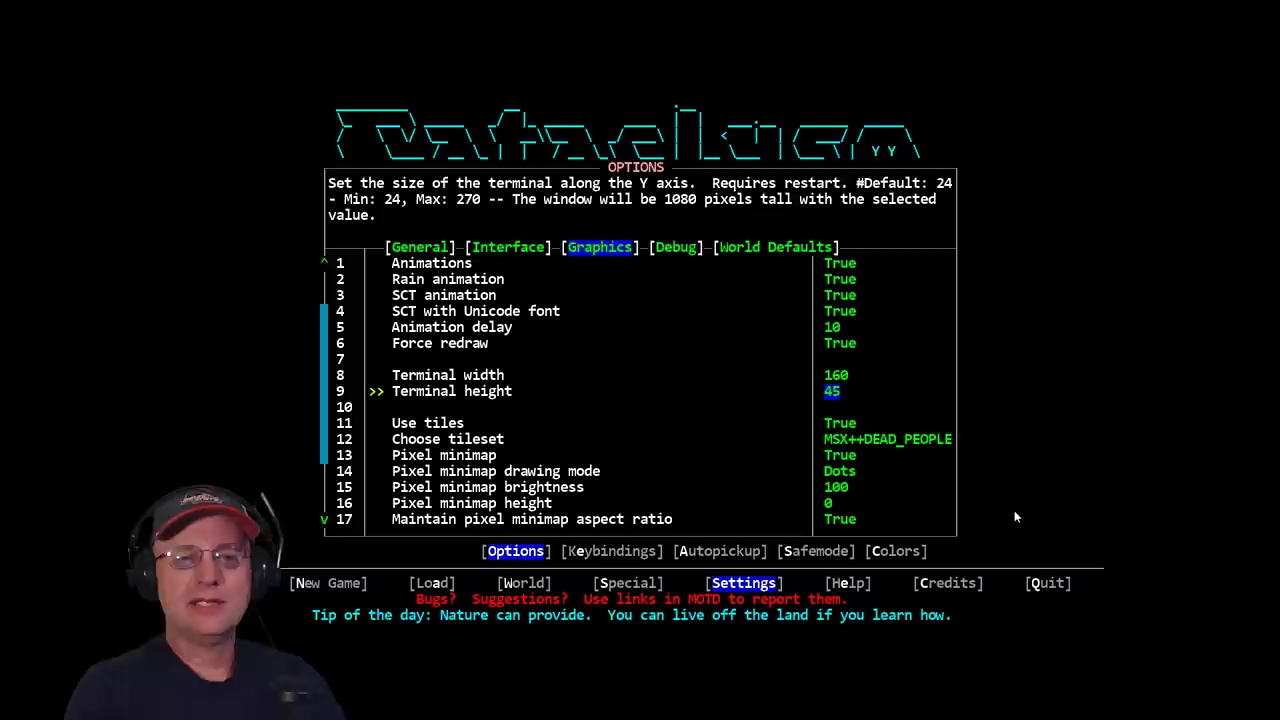 Cataclysm
OPTIONS
Set the size of the terminal along the Y axis.  Requires restart. #Default: 24
- Min: 24, Max: 270 -- The window will be 1080 pixels tall with the selected
value.
[General]—[Interface]—[Graphics]—[Debug]—[World Defaults]
^ 1 Animations True
2 Rain animation True
3 SCT animation True
4 SCT with Unicode font True
5 Animation delay 10
6 Force redraw True
7
8 Terminal width 160
9 >> Terminal height 45
10
11 Use tiles True
12 Choose tileset MSX++DEAD_PEOPLE
13 Pixel minimap True
14 Pixel minimap drawing mode Dots
15 Pixel minimap brightness 100
16 Pixel minimap height 0
v 17 Maintain pixel minimap aspect ratio True
[Options] [Keybindings] [Autopickup] [Safemode] [Colors]
[New Game] [Load] [World] [Special] [Settings] [Help] [Credits] [Quit]
Bugs?  Suggestions?  Use links in MOTD to report them.
Tip of the day: Nature can provide.  You can live off the land if you learn how.